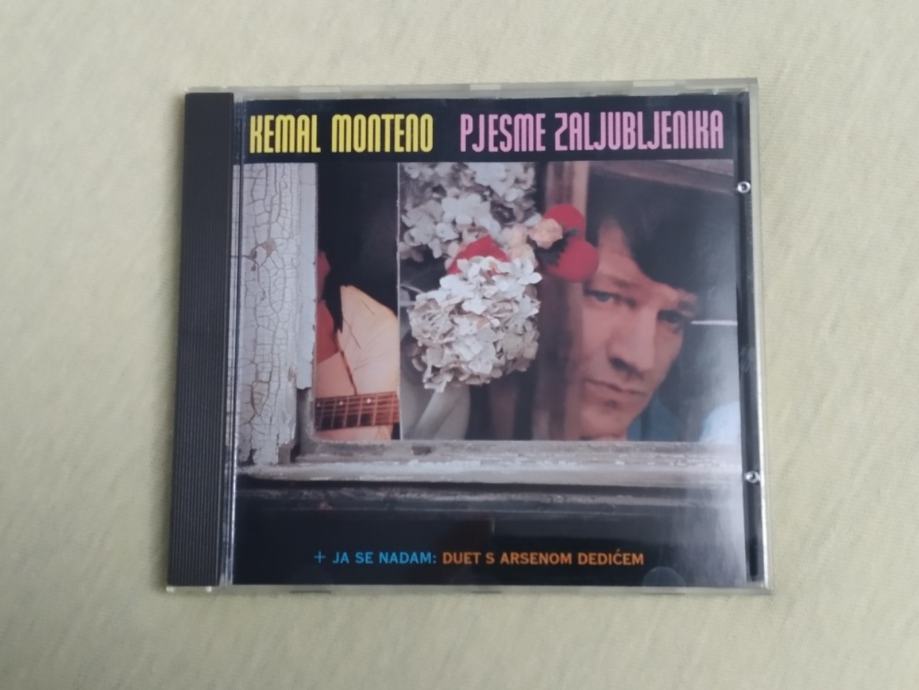 KEMAL MONTENO PJESME ZALJUBLJENIKA
+ JA SE NADAM: DUET S ARSENOM DEDIĆEM